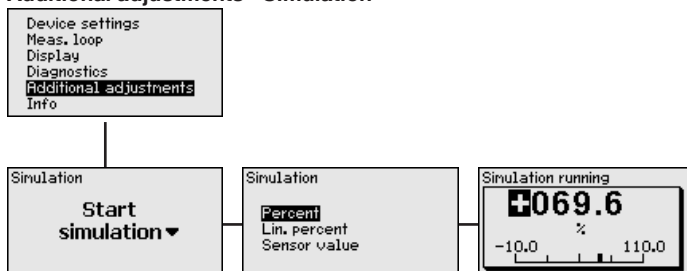 Additional adjustments - Simulation
Device settings
Meas. loop
Display
Diagnostics
Additional adjustments
Info
Simulation
Start
simulation▼
Simulation
Percent
Lin. percent
Sensor value
Simulation running
+069.6
%
-10.0 110.0